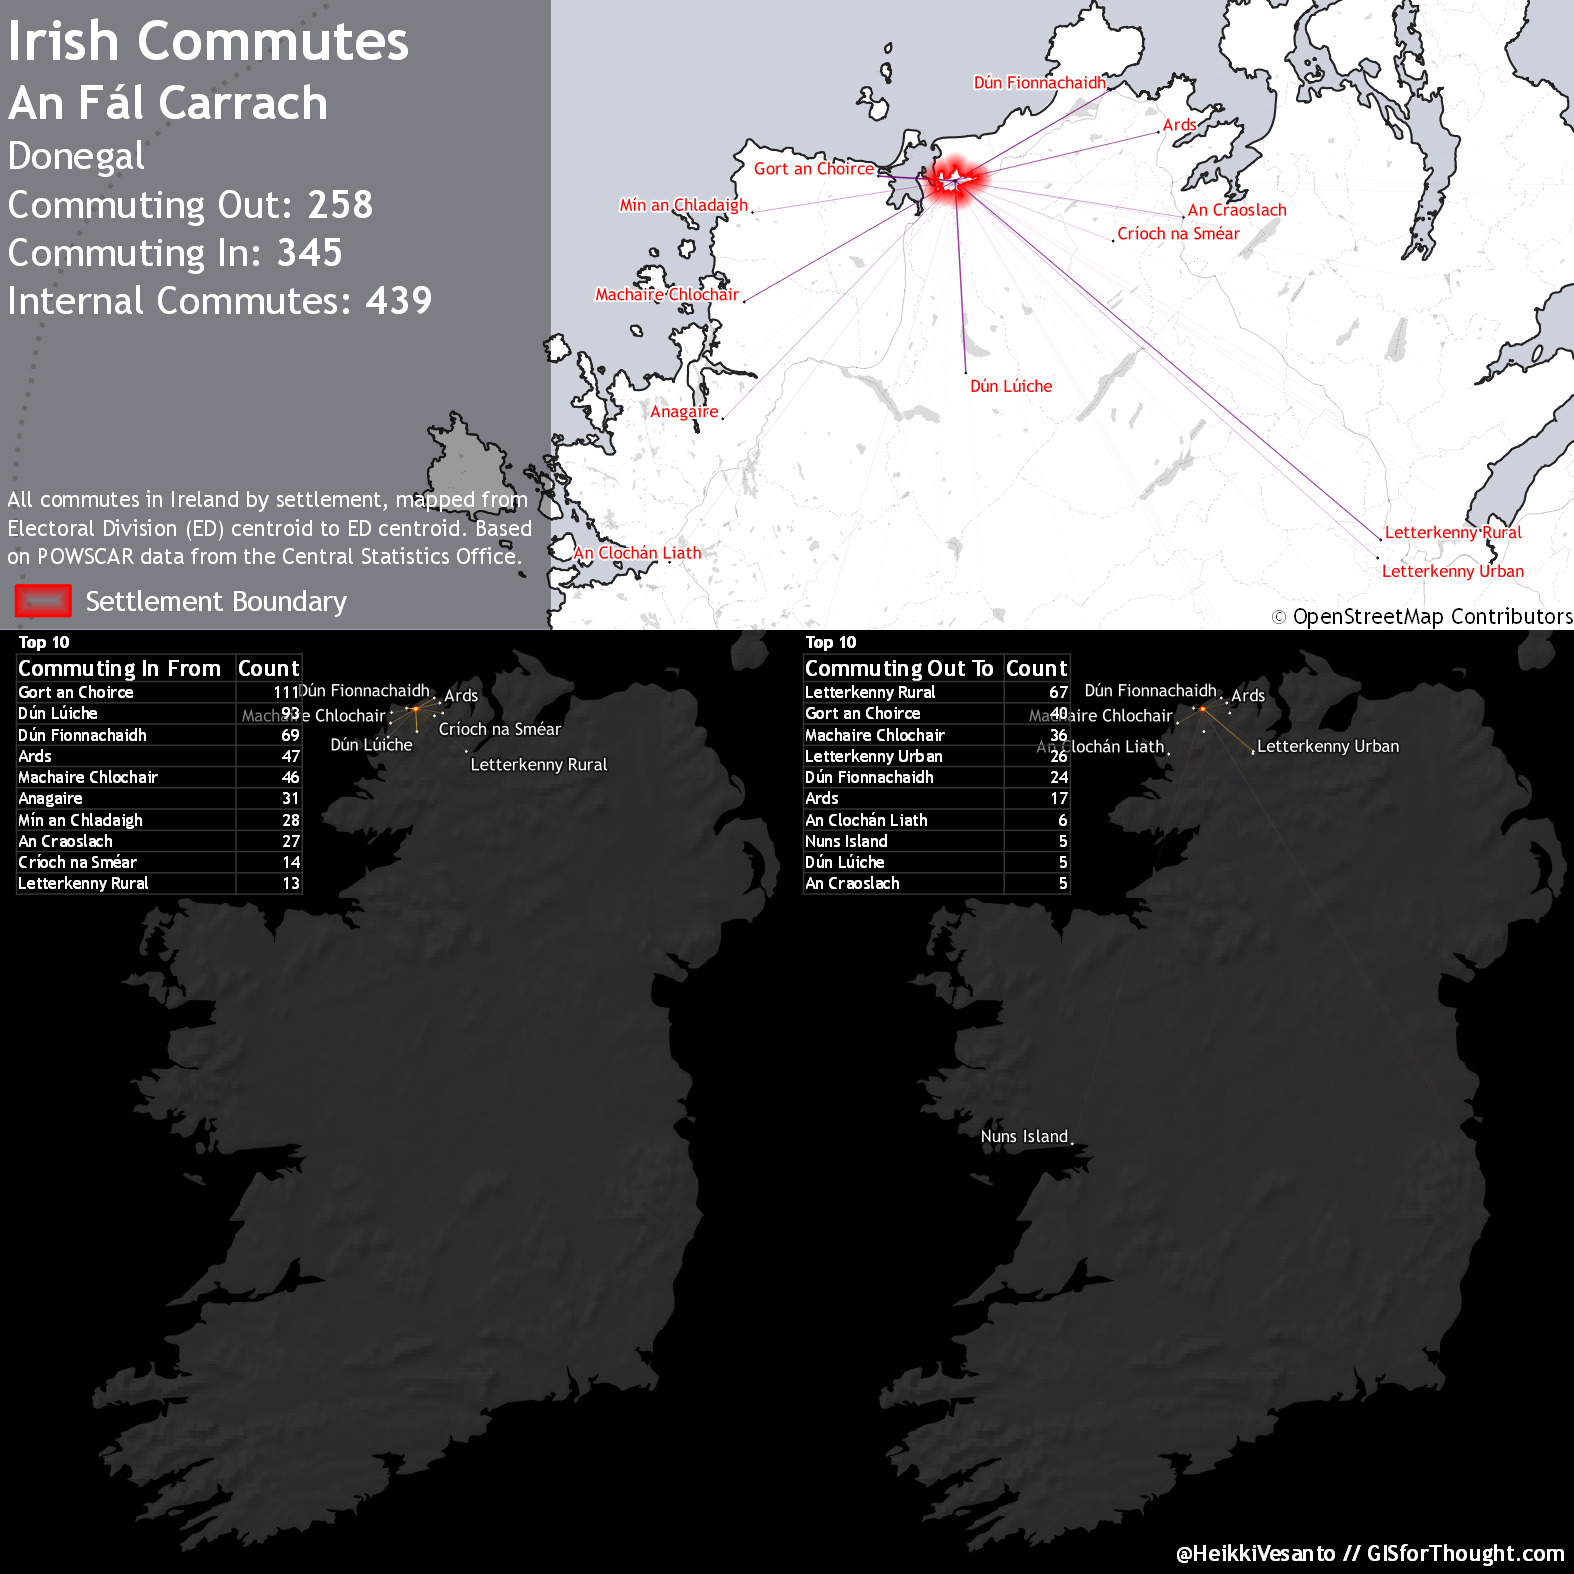 Irish Commutes
An Fál Carrach
Donegal
Commuting Out: 258
Commuting In: 345
Internal Commutes: 439
All commutes in Ireland by settlement, mapped from
Electoral Division (ED) centroid to ED centroid. Based
on POWSCAR data from the Central Statistics Office.
Settlement Boundary
Dún Fionnachaidh
Ards
Gort an Choirce
Mín an Chladaigh
An Craoslach
Críoch na Sméar
Machaire Chlochair
Dún Lúiche
Anagaire
Letterkenny Rural
An Clochán Liath
Letterkenny Urban
© OpenStreetMap Contributors
Top 10
Commuting In From Count
Gort an Choirce 111
Dún Lúiche 93
Dún Fionnachaidh 69
Ards 47
Machaire Chlochair 46
Anagaire 31
Mín an Chladaigh 28
An Craoslach 27
Críoch na Sméar 14
Letterkenny Rural 13
Dún Fionnachaidh
Ards
Machaire Chlochair
Críoch na Sméar
Dún Lúiche
Letterkenny Rural
Top 10
Commuting Out To Count
Letterkenny Rural 67
Gort an Choirce 40
Machaire Chlochair 36
Letterkenny Urban 26
Dún Fionnachaidh 24
Ards 17
An Clochán Liath 6
Nuns Island 5
Dún Lúiche 5
An Craoslach 5
Dún Fionnachaidh
Ards
Machaire Chlochair
An Clochán Liath
Letterkenny Urban
Nuns Island
@HeikkiVesanto // GISforThought.com